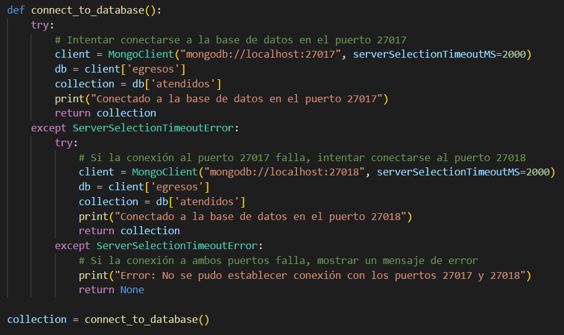 def connect_to_database():
    try:
        # Intentar conectarse a la base de datos en el puerto 27017
        client = MongoClient("mongodb://localhost:27017", serverSelectionTimeoutMS=2000)
        db = client['egresos']
        collection = db['atendidos']
        print("Conectado a la base de datos en el puerto 27017")
        return collection
    except ServerSelectionTimeoutError:
        try:
            # Si la conexión al puerto 27017 falla, intentar conectarse al puerto 27018
            client = MongoClient("mongodb://localhost:27018", serverSelectionTimeoutMS=2000)
            db = client['egresos']
            collection = db['atendidos']
            print("Conectado a la base de datos en el puerto 27018")
            return collection
        except ServerSelectionTimeoutError:
            # Si la conexión a ambos puertos falla, mostrar un mensaje de error
            print("Error: No se pudo establecer conexión con los puertos 27017 y 27018")
            return None
collection = connect_to_database()